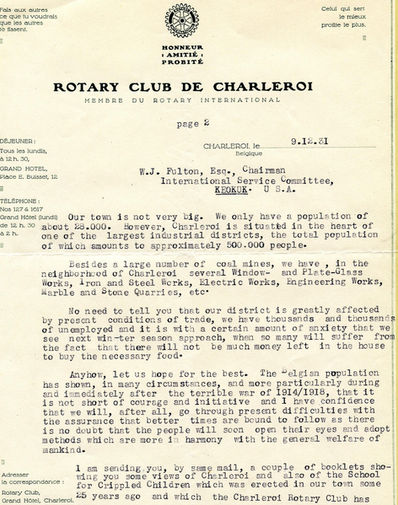 Fais aux autres
ce que tu voudrais
que les autres
te fissent.
Celui qui sert
le mieux
profite le plus.
HONNEUR
AMITIÉ
PROBITÉ
ROTARY CLUB DE CHARLEROI
MEMBRE DU ROTARY INTERNATIONAL
page 2
CHARLEROI, le 9.12.31
Belgique
DÉJEUNER:
Tous les lundis,
à 12 h. 30,
GRAND HOTEL,
Place E. Buisset, 12
TÉLÉPHONE:
Nos 127 & 1617
Grand Hôtel (lundi)
de 12 h. 30
à 2 h.
W.J. Fulton, Esq., Chairman
International Service Committee,
KEOKUK- U S.A.
Our town is not very big. We only have a population of
about 28.000. However, Charleroi is situated in the heart of
one of the largest industrial districts, the total population
of which amounts to approximately 500.000 people.
Besides a large number of coal mines, we have , in the
neighborhood of Charleroi several Window- and Plate-Glass
Works, Iron and Steel Works, Electric Works, Engineering Works,
Marble and Stone Quarries, etc.
No need to tell you that our district is greatly affected
by present conditions of trade, we have thousands and thousands
of unemployed and it is with a certain amount of anxiety that we
see next win-ter season approach, when so many will suffer from
the fact that there will not be much money left in the house
to buy the necessary food.
Anyhow, let us hope for the best. The Belgian population
has shown, in many circumstances, and more particularly during
and immediately after the terrible war of 1914/1918, that it
is not short of courage and initiative and I have confidence
that we will, after all, go through present difficulties with
the assurance that better times are bound to follow as there
is no doubt that the people will soon open thair eyes and adopt
methods which are more in harmony with the general welfare of
mankind.
I am sending you, by same mail, a couple of booklets sho-
wing you some views of Charleroi and also of the School
for Crippled Children which was erected in our town some
25 years ago and which the Charleroi Rotary Club has
Adresser
la correspondance :
Rotary Club,
Grand Hôtel, Charleroi.